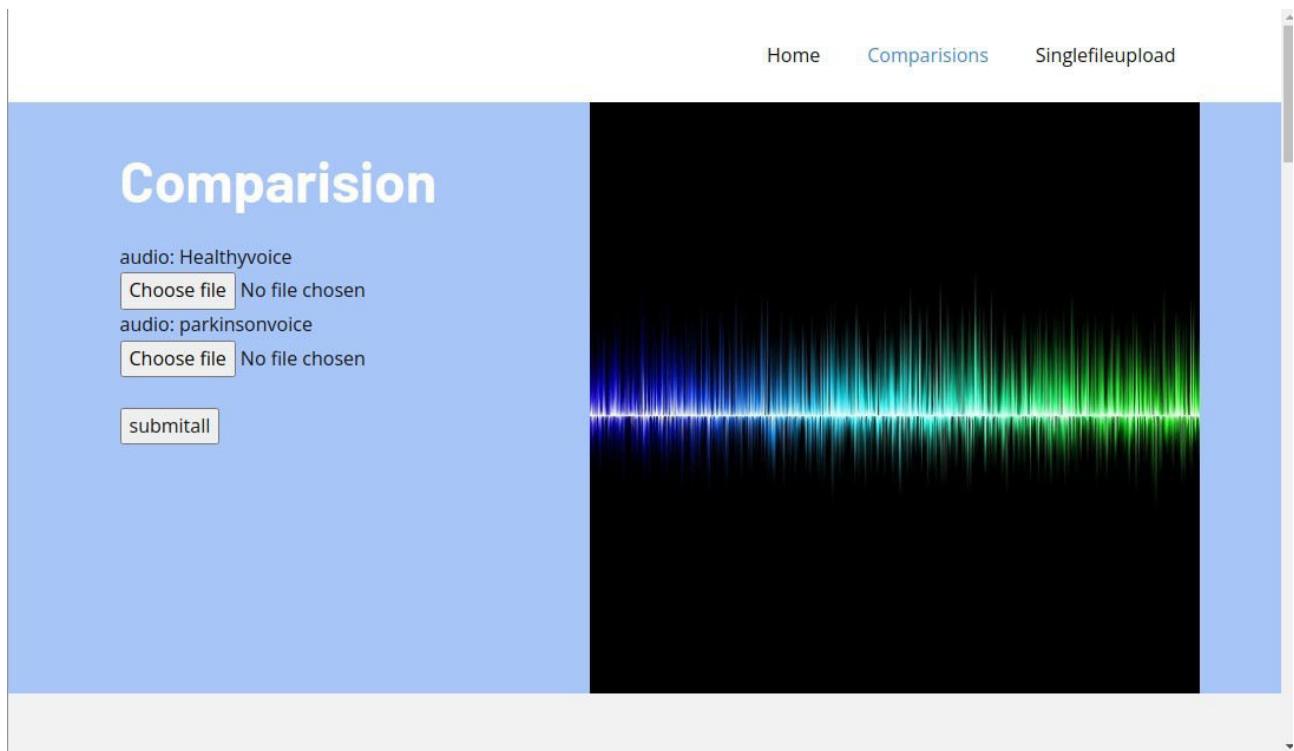 Home Comparisions Singlefileupload
Comparision
audio: Healthyvoice
Choose file No file chosen
audio: parkinsonvoice
Choose file No file chosen
submitall